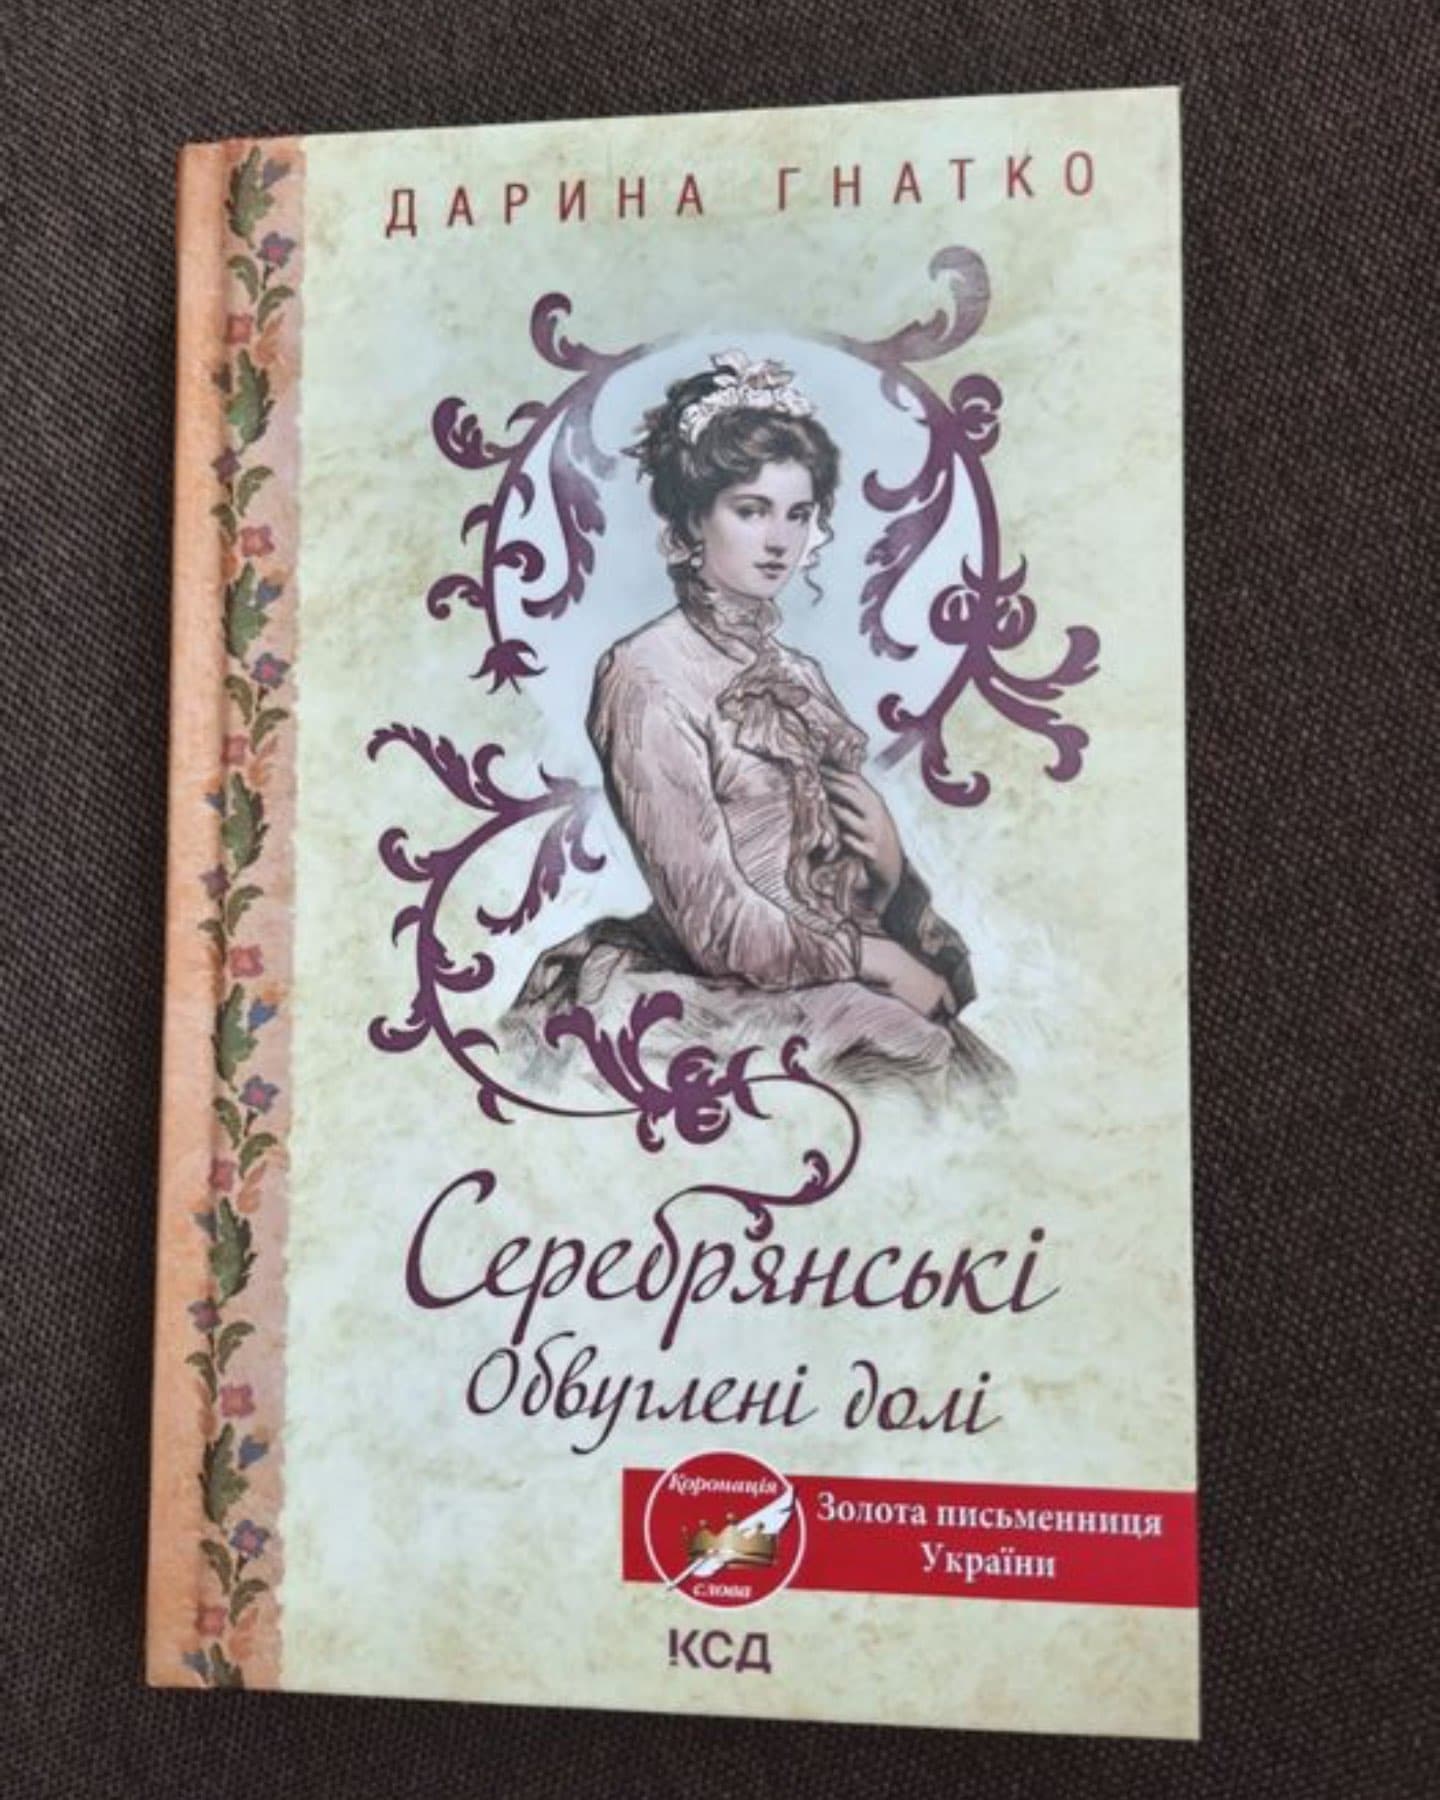 ДАРИНА ГНАТКО
Серебрянські
Обвуглені долі
Коронація
слова
Золота письменниця
України
КСД